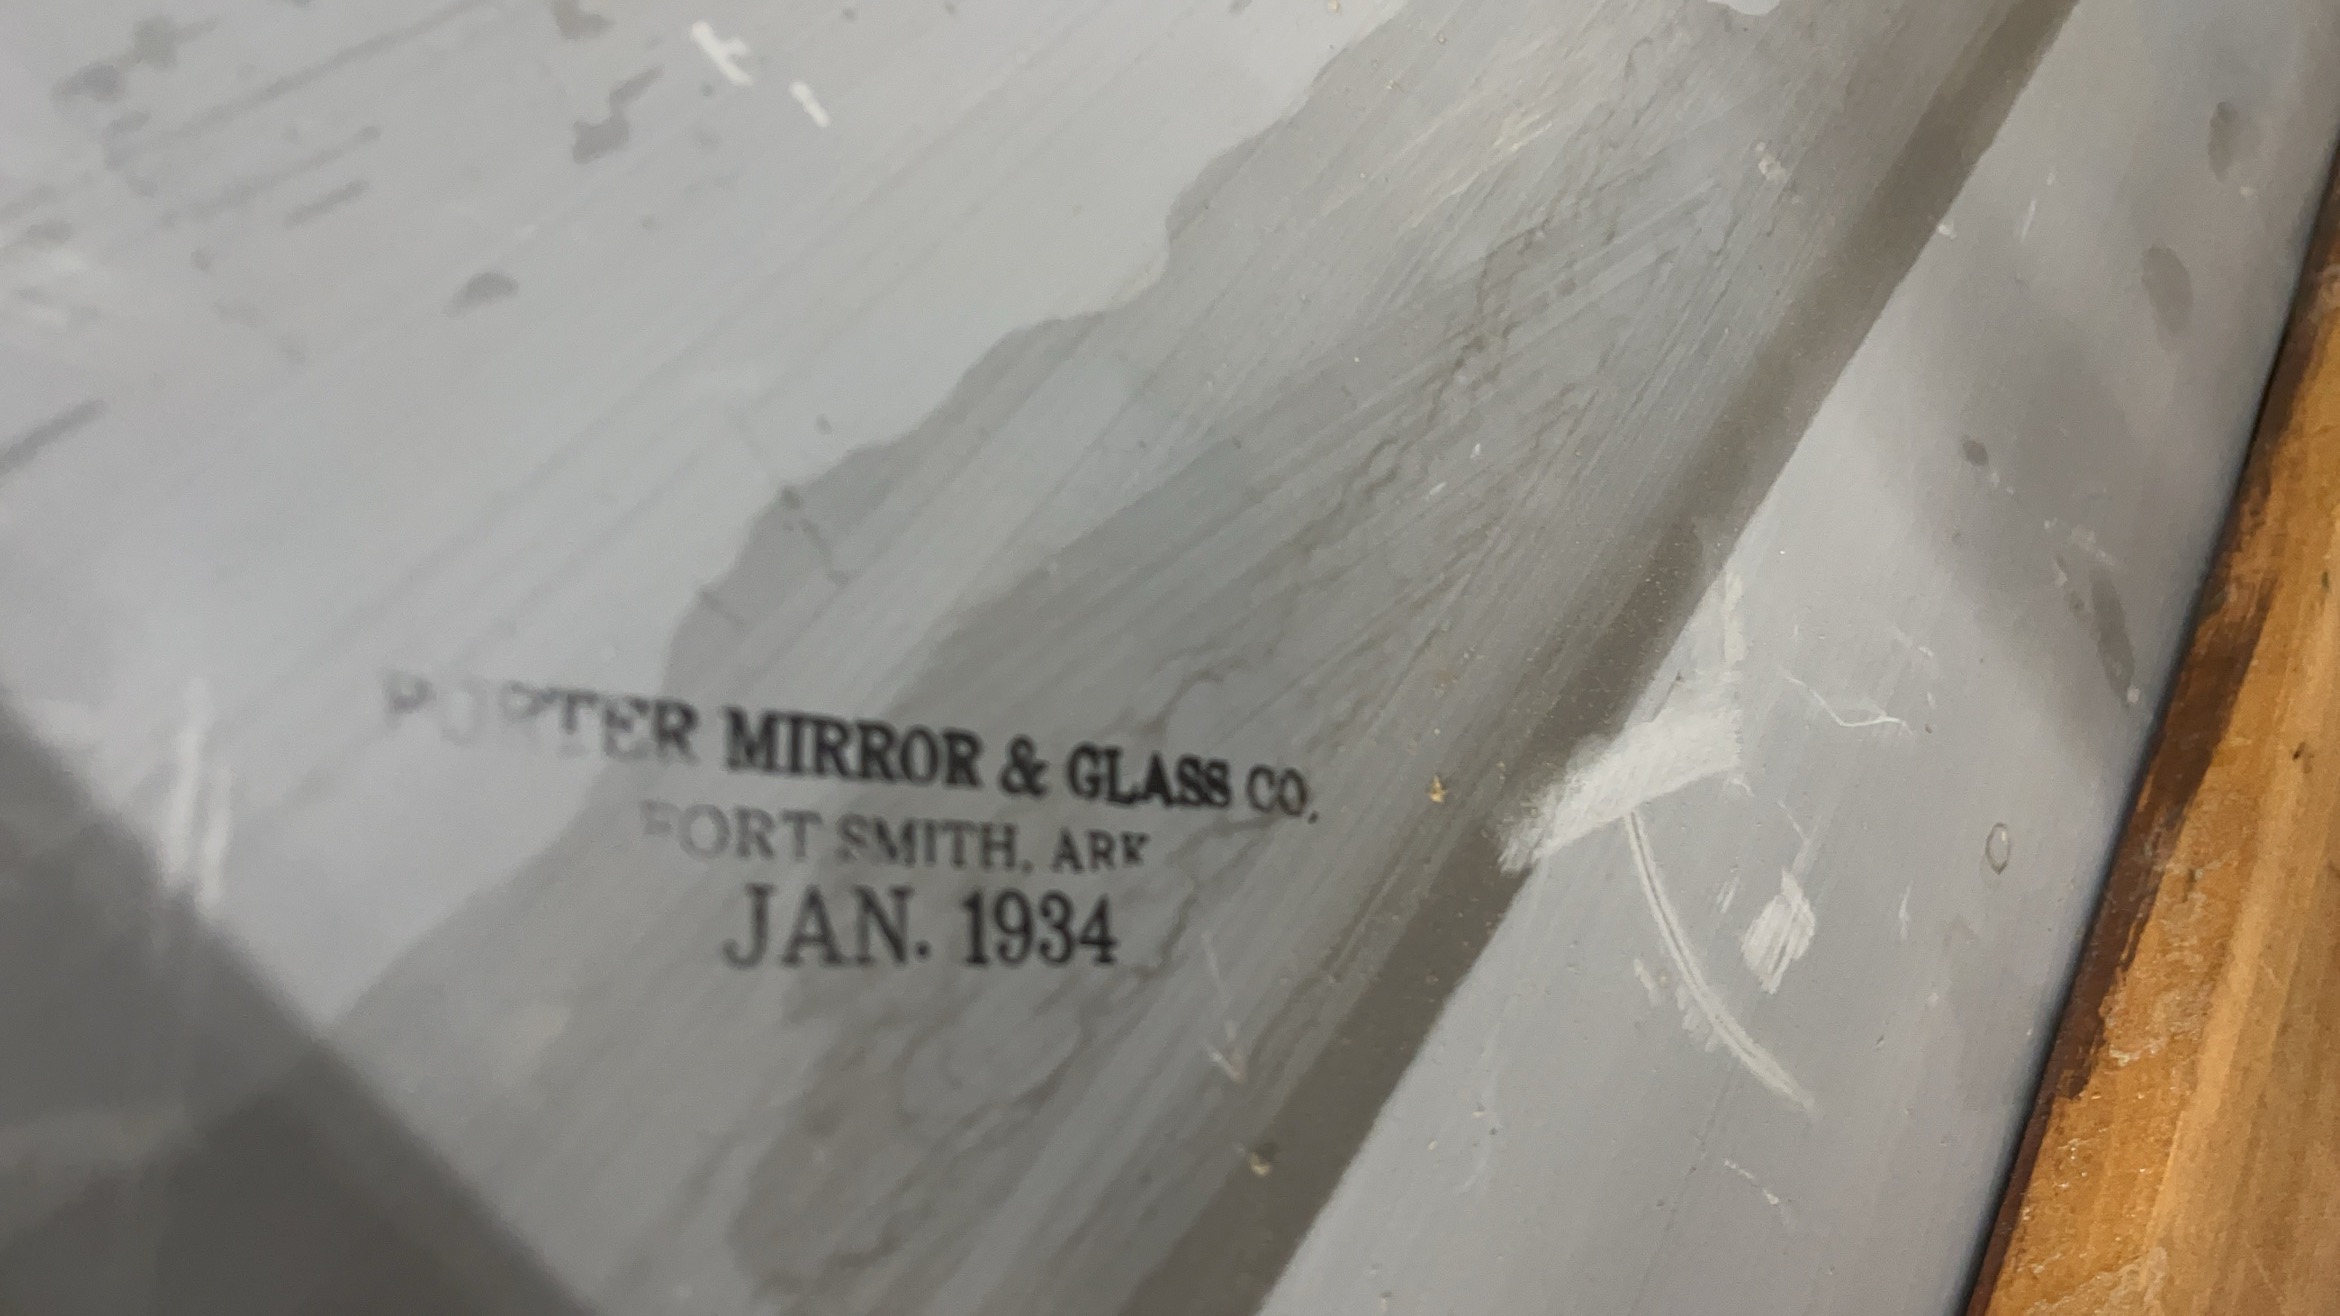 PORTER MIRROR & GLASS CO.
FORT SMITH, ARK
JAN. 1934